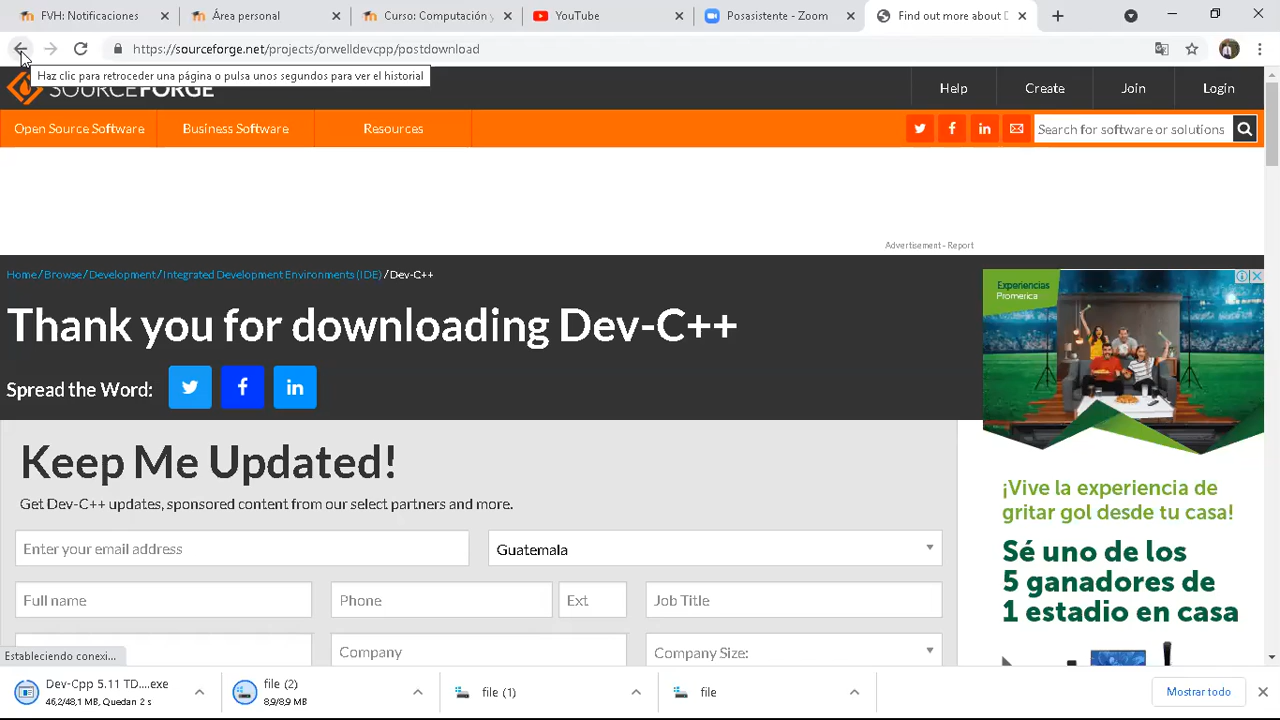 FVH: Notificaciones
Área personal
Curso: Computación y
YouTube
Posasistente - Zoom
Find out more about D
https://sourceforge.net/projects/orwelldevcpp/postdownload
Haz clic para retroceder una página o pulsa unos segundos para ver el historial
SOURCEFORGE
Help
Create
Join
Login
Open Source Software
Business Software
Resources
Search for software or solutions
Advertisement - Report
Home / Browse / Development / Integrated Development Environments (IDE) / Dev-C++
Thank you for downloading Dev-C++
Spread the Word:
Experiencias
Promerica
Keep Me Updated!
Get Dev-C++ updates, sponsored content from our select partners and more.
Enter your email address
Guatemala
Full name
Phone
Ext
Job Title
Company
Company Size:
¡Vive la experiencia de
gritar gol desde tu casa!
Sé uno de los
5 ganadores de
1 estadio en casa
Estableciendo conexi...
Dev-Cpp 5.11 TD....exe
46,2/48,1 MB, Quedan 2 s
file (2)
8,9/8,9 MB
file (1)
file
Mostrar todo